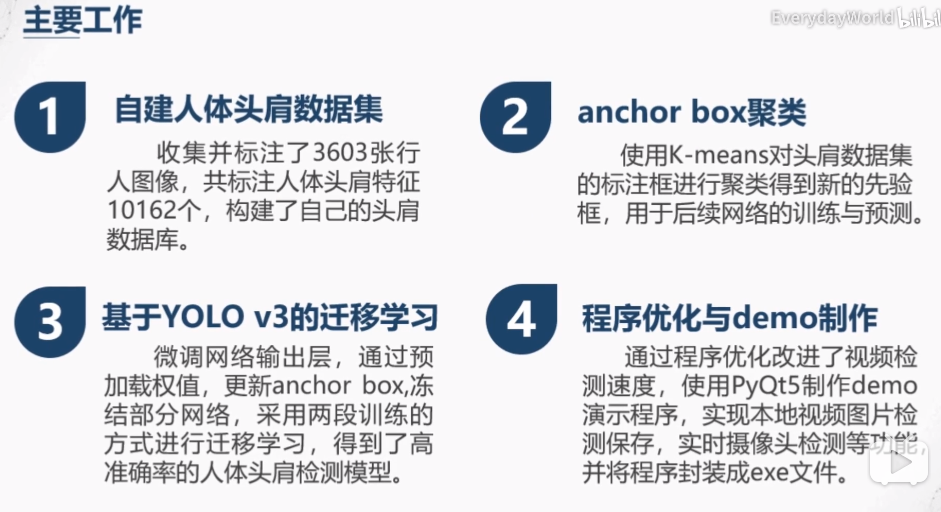 主要工作
EverydayWorld bilibili
1 自建人体头肩数据集
收集并标注了3603张行
人图像，共标注人体头肩特征
10162个，构建了自己的头肩
数据库。
2 anchor box聚类
使用K-means对头肩数据集
的标注框进行聚类得到新的先验
框，用于后续网络的训练与预测。
3 基于YOLO v3的迁移学习
微调网络输出层，通过预
加载权值，更新anchor box,冻
结部分网络，采用两段训练的
方式进行迁移学习，得到了高
准确率的人体头肩检测模型。
4 程序优化与demo制作
通过程序优化改进了视频检
测速度，使用PyQt5制作demo
演示程序，实现本地视频图片检
测保存，实时摄像头检测等功能，
并将程序封装成exe文件。